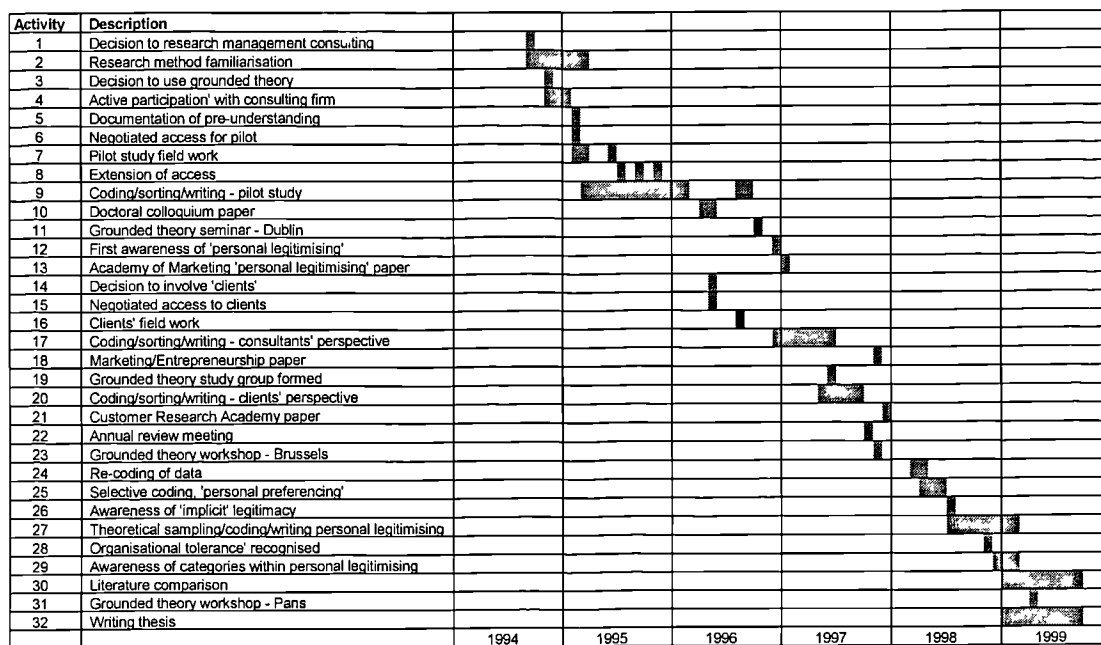 Activity Description
1 Decision to research management consulting
2 Research method familiarisation
3 Decision to use grounded theory
4 Active participation' with consulting firm
5 Documentation of pre-understanding
6 Negotiated access for pilot
7 Pilot study field work
8 Extension of access
9 Coding/sorting/writing - pilot study
10 Doctoral colloquium paper
11 Grounded theory seminar - Dublin
12 First awareness of 'personal legitimising'
13 Academy of Marketing 'personal legitimising' paper
14 Decision to involve 'clients'
15 Negotiated access to clients
16 Clients' field work
17 Coding/sorting/writing - consultants' perspective
18 Marketing/Entrepreneurship paper
19 Grounded theory study group formed
20 Coding/sorting/writing - clients' perspective
21 Customer Research Academy paper
22 Annual review meeting
23 Grounded theory workshop - Brussels
24 Re-coding of data
25 Selective coding, 'personal preferencing'
26 Awareness of 'implicit' legitimacy
27 Theoretical sampling/coding/writing personal legitimising
28 Organisational tolerance' recognised
29 Awareness of categories within personal legitimising
30 Literature comparison
31 Grounded theory workshop - Pans
32 Writing thesis
1994 1995 1996 1997 1998 1999